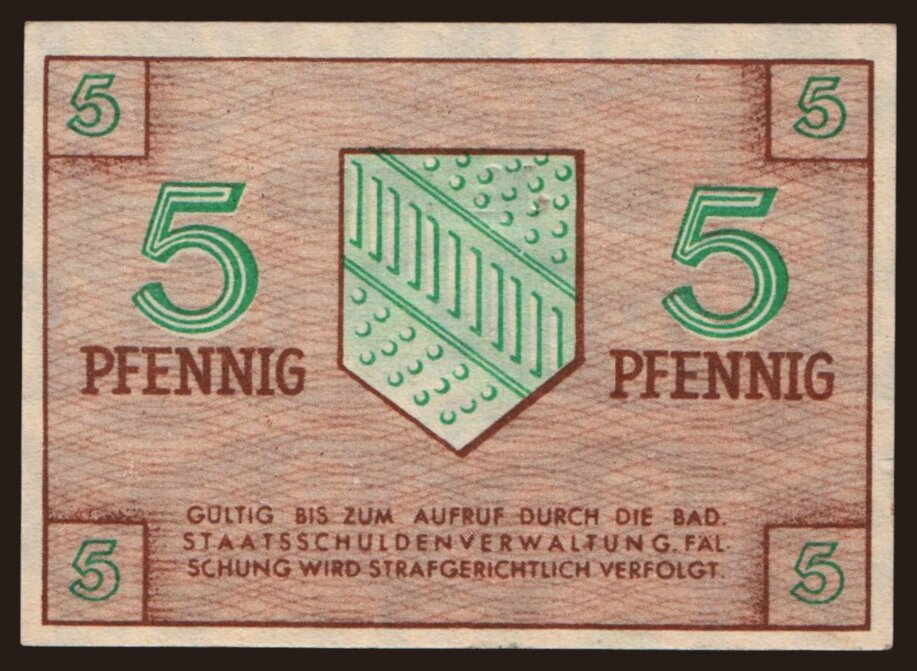 5 5
5 5
PFENNIG PFENNIG
GÜLTIG BIS ZUM AUFRUF DURCH DIE BAD.
STAATSSCHULDENVERWALTUNG. FÄL-
SCHUNG WIRD STRAFGERICHTLICH VERFOLGT.
5 5